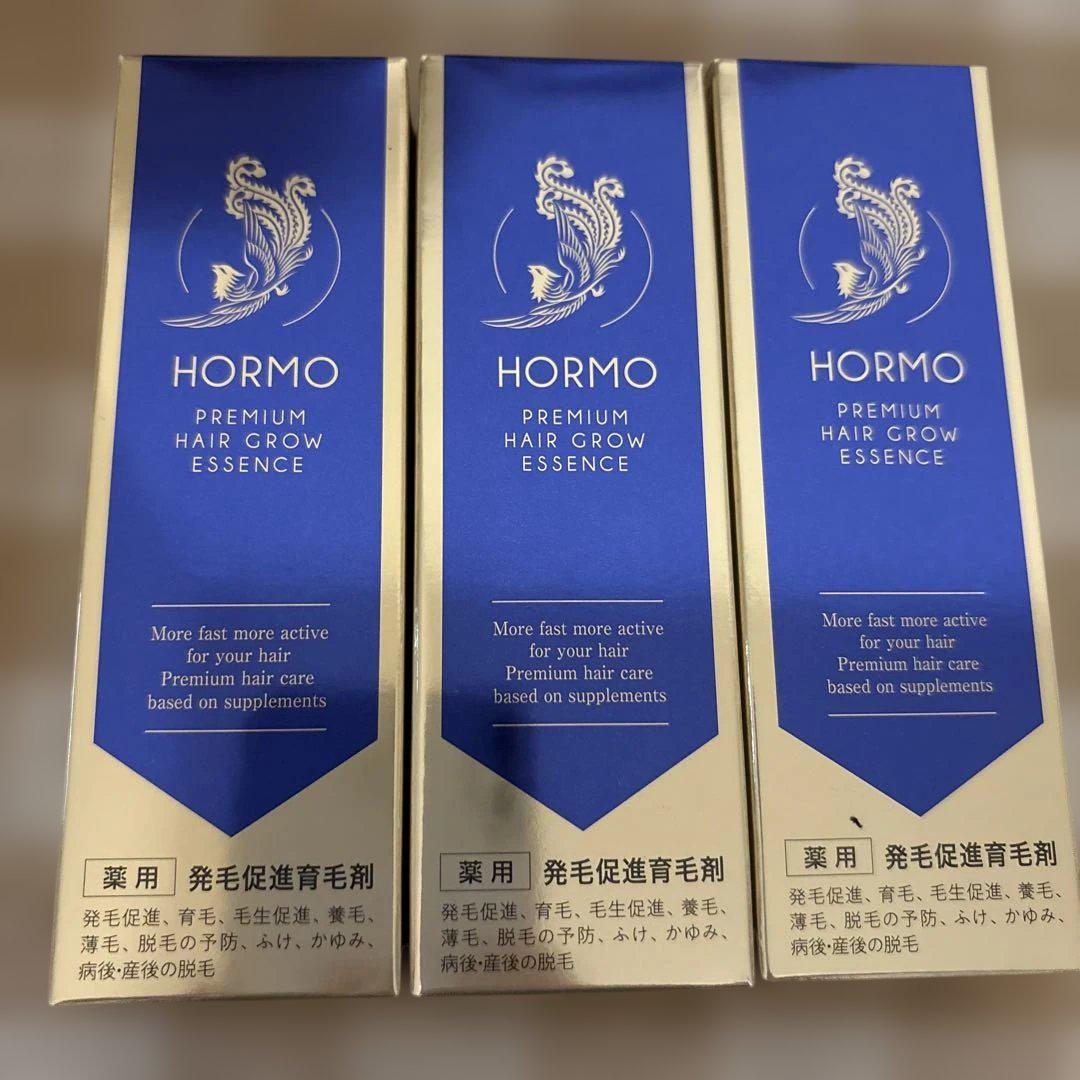 HORMO
PREMIUM
HAIR GROW
ESSENCE
More fast more active
for your hair
Premium hair care
based on supplements
薬用 発毛促進育毛剤
発毛促進、育毛、毛生促進、養毛、
薄毛、脱毛の予防、ふけ、かゆみ、
病後・産後の脱毛
HORMO
PREMIUM
HAIR GROW
ESSENCE
More fast more active
for your hair
Premium hair care
based on supplements
薬用 発毛促進育毛剤
発毛促進、育毛、毛生促進、養毛、
薄毛、脱毛の予防、ふけ、かゆみ、
病後・産後の脱毛
HORMO
PREMIUM
HAIR GROW
ESSENCE
More fast more active
for your hair
Premium hair care
based on supplements
薬用 発毛促進育毛剤
発毛促進、育毛、毛生促進、養毛、
薄毛、脱毛の予防、ふけ、かゆみ、
病後・産後の脱毛